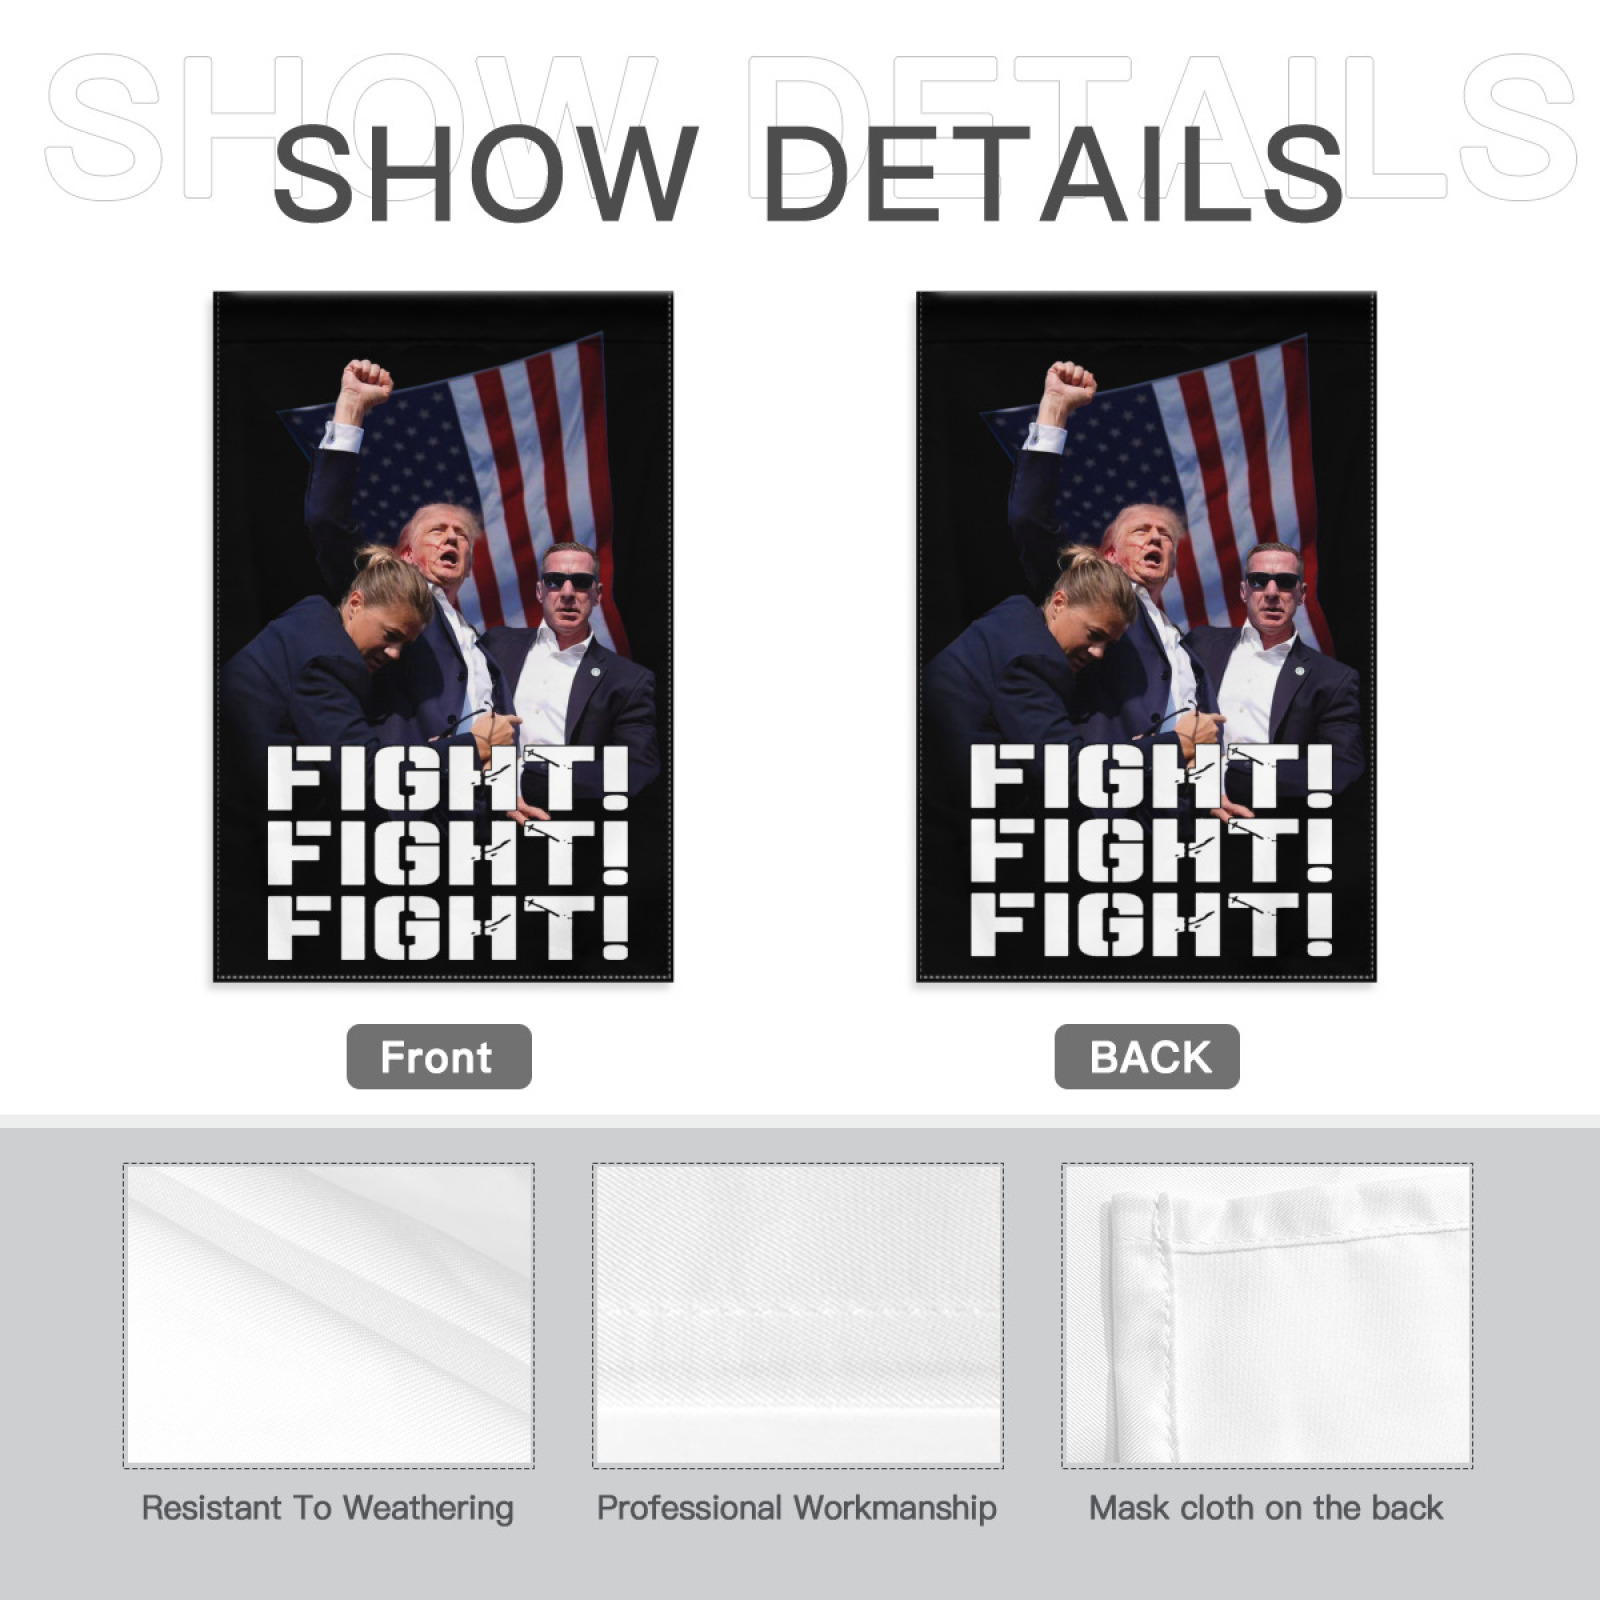 SHOW DETAILS
SHOW DETAILS
FIGHT!
FIGHT!
FIGHT!
FIGHT!
FIGHT!
FIGHT!
Front
BACK
Resistant To Weathering
Professional Workmanship
Mask cloth on the back